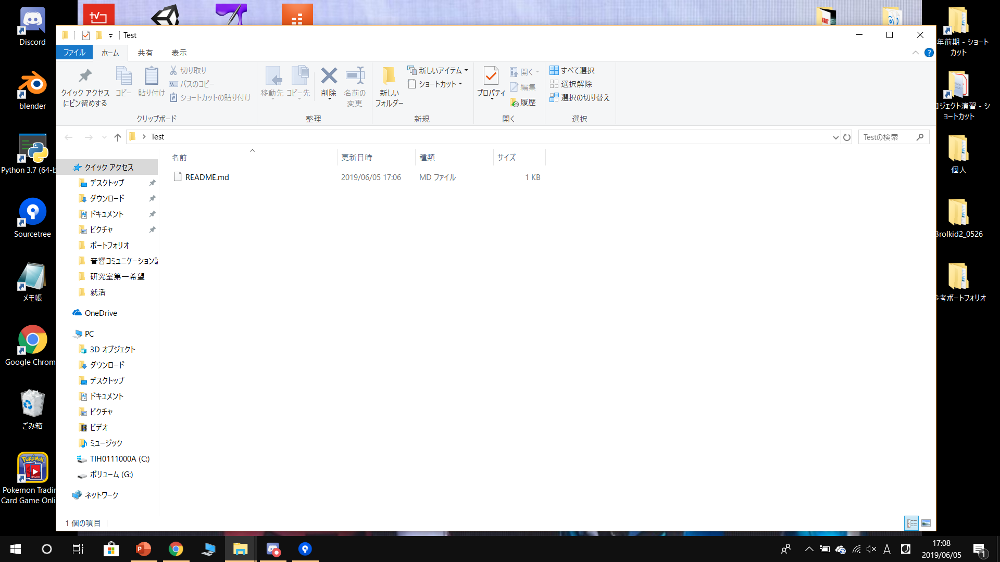 Discord
blender
Python 3.7 (64-b
Sourcetree
メモ帳
Google Chrom
ごみ箱
Pokemon Tradin
Card Game Onli
Test
ファイル
ホーム
共有
表示
クイック アクセス
にピン留めする
コピー
貼り付け
切り取り
パスのコピー
ショートカットの貼り付け
クリップボード
移動先
コピー先
削除
名前の
変更
整理
新しい
フォルダー
新しいアイテム
ショートカット
新規
プロパティ
開く
編集
履歴
開く
すべて選択
選択解除
選択の切り替え
選択
Test
Testの検索
名前
更新日時
種類
サイズ
README.md
2019/06/05 17:06
MD ファイル
1 KB
クイック アクセス
デスクトップ
ダウンロード
ドキュメント
ピクチャ
ポートフォリオ
音響コミュニケーション論
研究室第一希望
就活
OneDrive
PC
3D オブジェクト
ダウンロード
デスクトップ
ドキュメント
ピクチャ
ビデオ
ミュージック
TIH0111000A (C:)
ボリューム (G:)
ネットワーク
1 個の項目
年前期 - ショート
カット
ロジェクト演習 - シ
ョートカット
個人
Brolkid2_0526
参考ポートフォリオ
A
17:08
2019/06/05
1